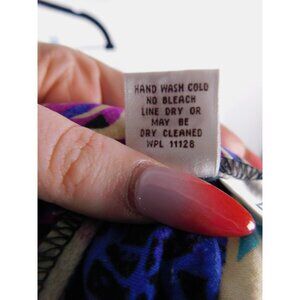 HAND WASH COLD
NO BLEACH
LINE DRY OR
MAY BE
DRY CLEANED
WPL 11128